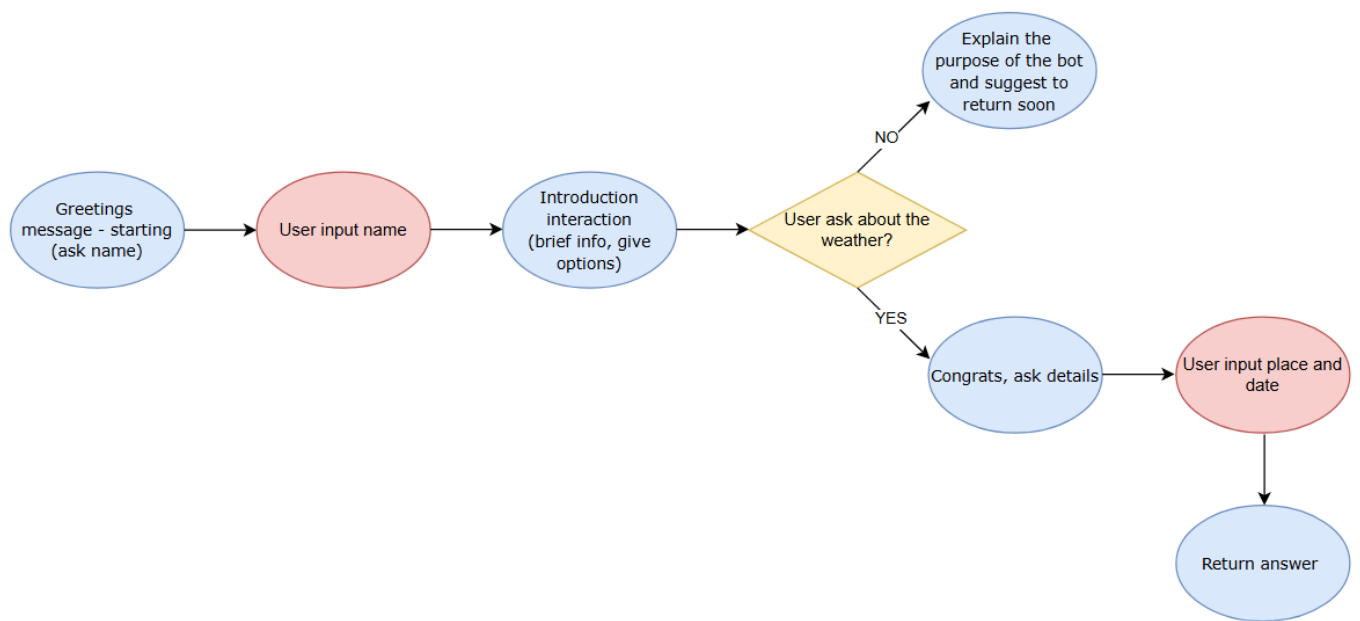 Explain the
purpose of the bot
and suggest to
return soon
NO
Greetings
message - starting
(ask name)
User input name
Introduction
interaction
(brief info, give
options)
User ask about the
weather?
YES
Congrats, ask details
User input place and
date
Return answer